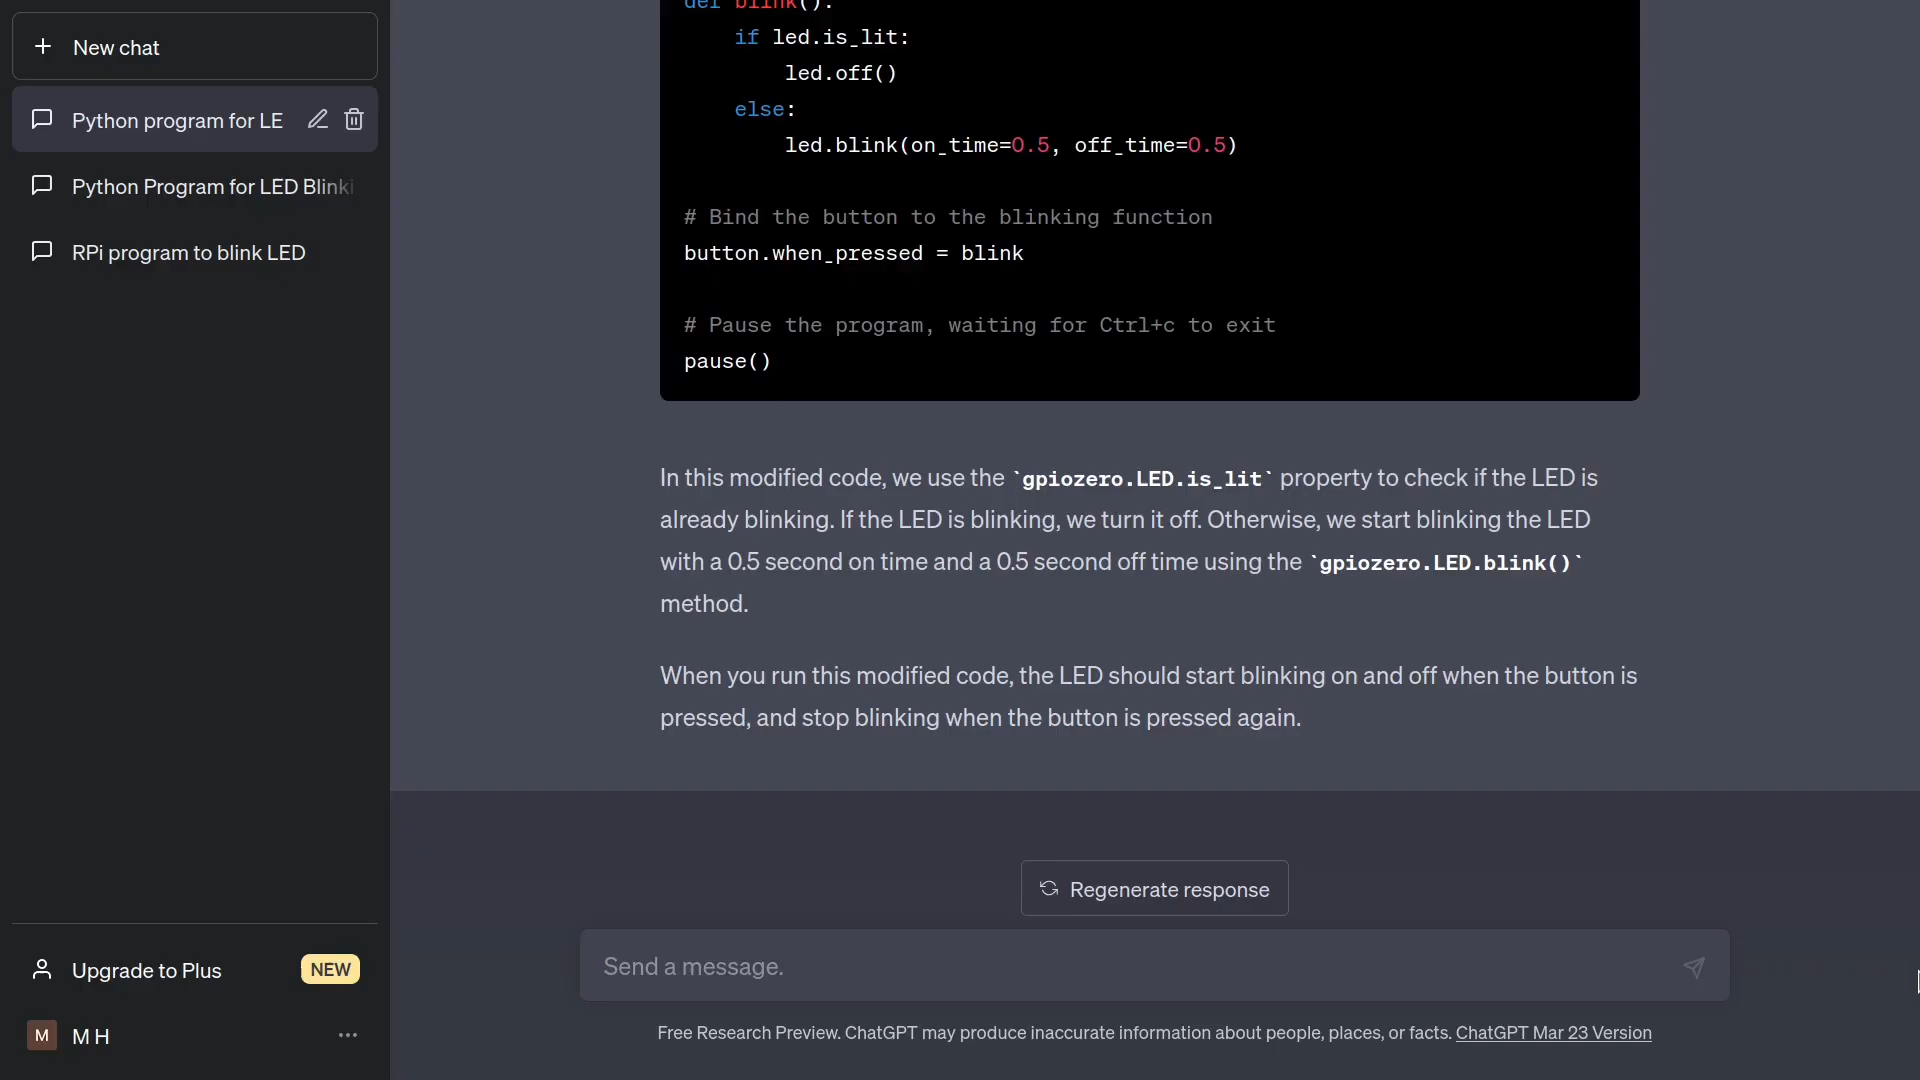 New chat
Python program for LE
Python Program for LED Blinki
RPi program to blink LED
def blink():
if led.is_lit:
led.off()
else:
led.blink(on_time=0.5, off_time=0.5)
# Bind the button to the blinking function
button.when_pressed = blink
# Pause the program, waiting for Ctrl+c to exit
pause()
In this modified code, we use the `gpiozero.LED.is_lit` property to check if the LED is
already blinking. If the LED is blinking, we turn it off. Otherwise, we start blinking the LED
with a 0.5 second on time and a 0.5 second off time using the `gpiozero.LED.blink()`
method.
When you run this modified code, the LED should start blinking on and off when the button is
pressed, and stop blinking when the button is pressed again.
Regenerate response
Send a message.
Free Research Preview. ChatGPT may produce inaccurate information about people, places, or facts. ChatGPT Mar 23 Version
Upgrade to Plus NEW
M M H